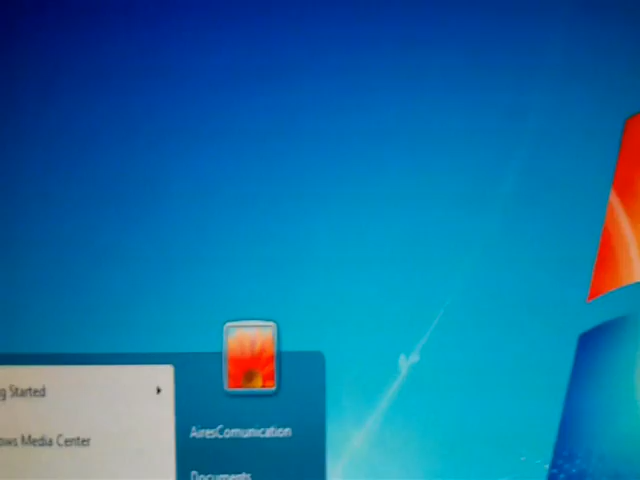 g Started
AiresComunication
ows Media Center
Documents